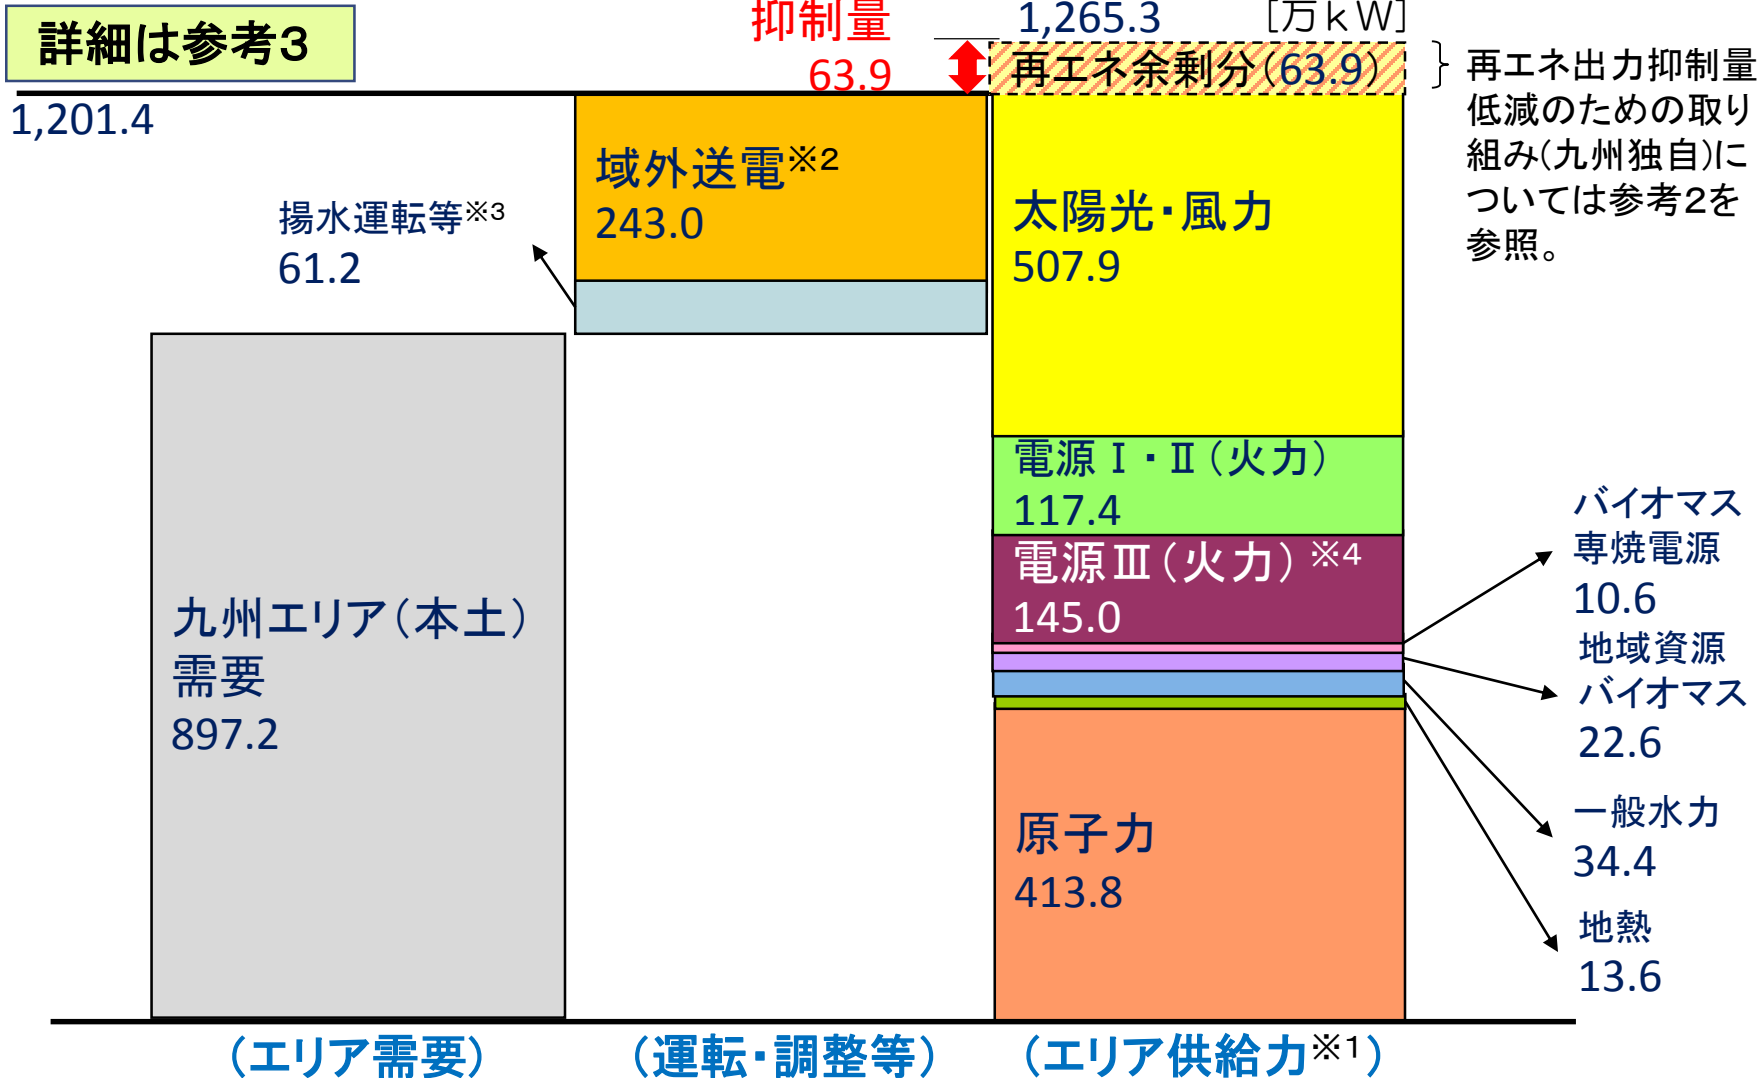 詳細は参考3
抑制量
63.9
1,265.3 [万kW]
再エネ余剰分(63.9)
再エネ出力抑制量
低減のための取り
組み(九州独自)に
ついては参考2を
参照。
1,201.4
域外送電※2
243.0
揚水運転等※3
61.2
太陽光・風力
507.9
電源Ⅰ・Ⅱ(火力)
117.4
電源Ⅲ(火力)※4
145.0
バイオマス
専焼電源
10.6
地域資源
バイオマス
22.6
一般水力
34.4
地熱
13.6
九州エリア(本土)
需要
897.2
原子力
413.8
(エリア需要)
(運転・調整等)
(エリア供給力※1)